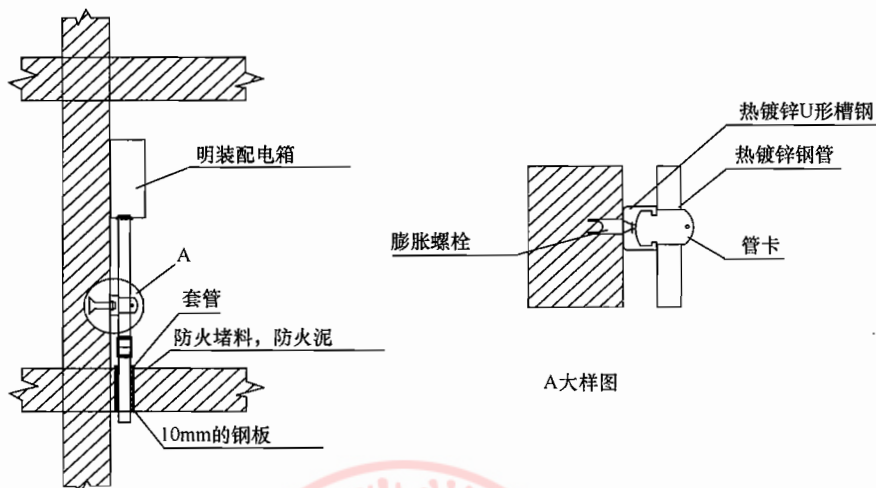 明装配电箱
A
套管
防火堵料，防火泥
10mm的钢板
热镀锌U形槽钢
热镀锌钢管
膨胀螺栓
管卡
A大样图